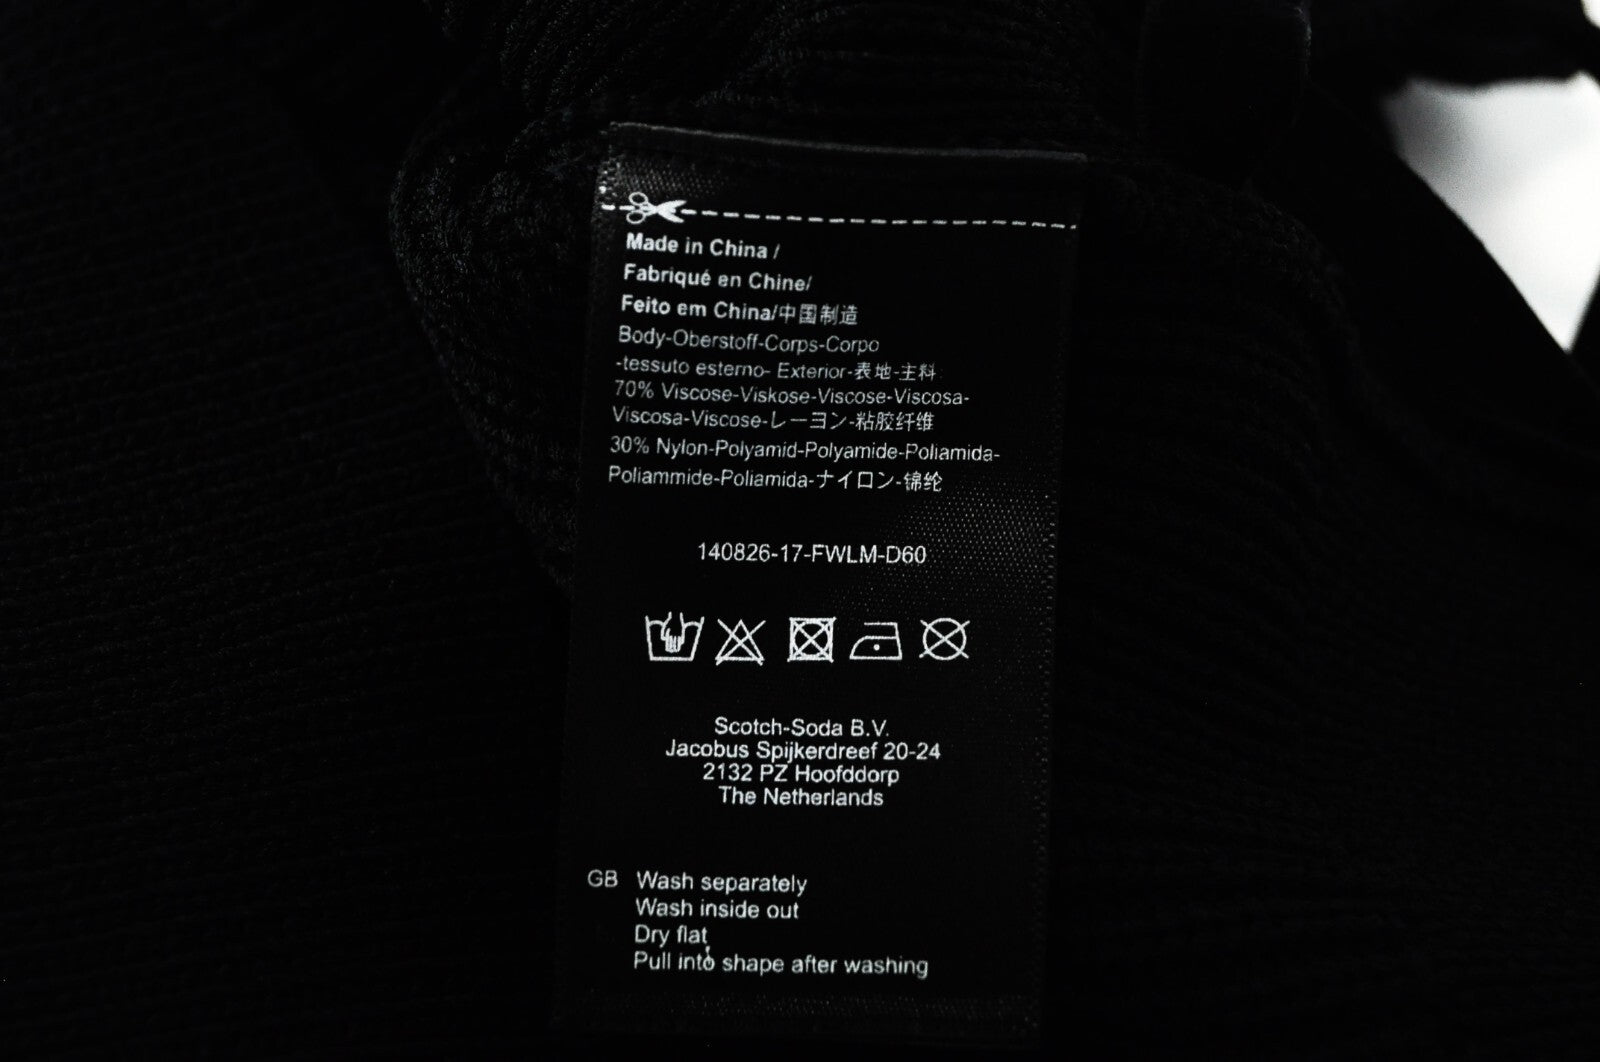 Made in China /
Fabriqué en Chine/
Feito em China/中国制造
Body-Oberstoff-Corps-Corpo
-tessuto esterno- Exterior-表地-主料
70% Viscose-Viskose-Viscose-Viscosa-
Viscosa-Viscose-レーヨン-粘胶纤维
30% Nylon-Polyamid-Polyamide-Poliamida-
Poliammide-Poliamida-ナイロン-锦纶
140826-17-FWLM-D60
Scotch-Soda B.V.
Jacobus Spijkerdreef 20-24
2132 PZ Hoofddorp
The Netherlands
GB Wash separately
Wash inside out
Dry flat
Pull into shape after washing